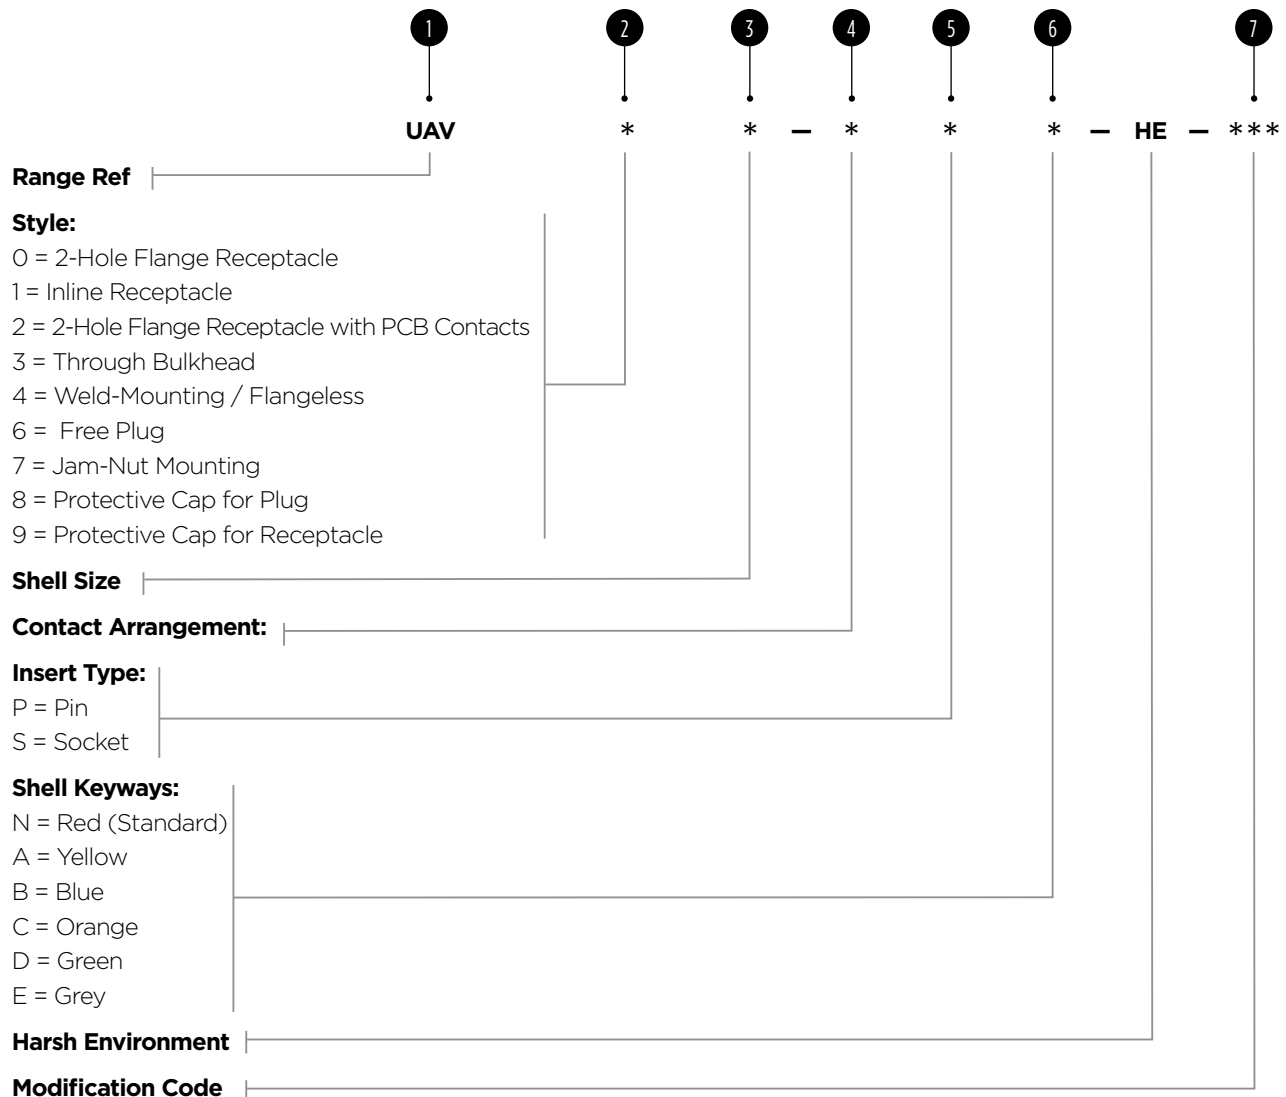 1 2 3 4 5 6 7
UAV * * – * * * – HE – ***
Range Ref
Style:
0 = 2-Hole Flange Receptacle
1 = Inline Receptacle
2 = 2-Hole Flange Receptacle with PCB Contacts
3 = Through Bulkhead
4 = Weld-Mounting / Flangeless
6 = Free Plug
7 = Jam-Nut Mounting
8 = Protective Cap for Plug
9 = Protective Cap for Receptacle
Shell Size
Contact Arrangement:
Insert Type:
P = Pin
S = Socket
Shell Keyways:
N = Red (Standard)
A = Yellow
B = Blue
C = Orange
D = Green
E = Grey
Harsh Environment
Modification Code